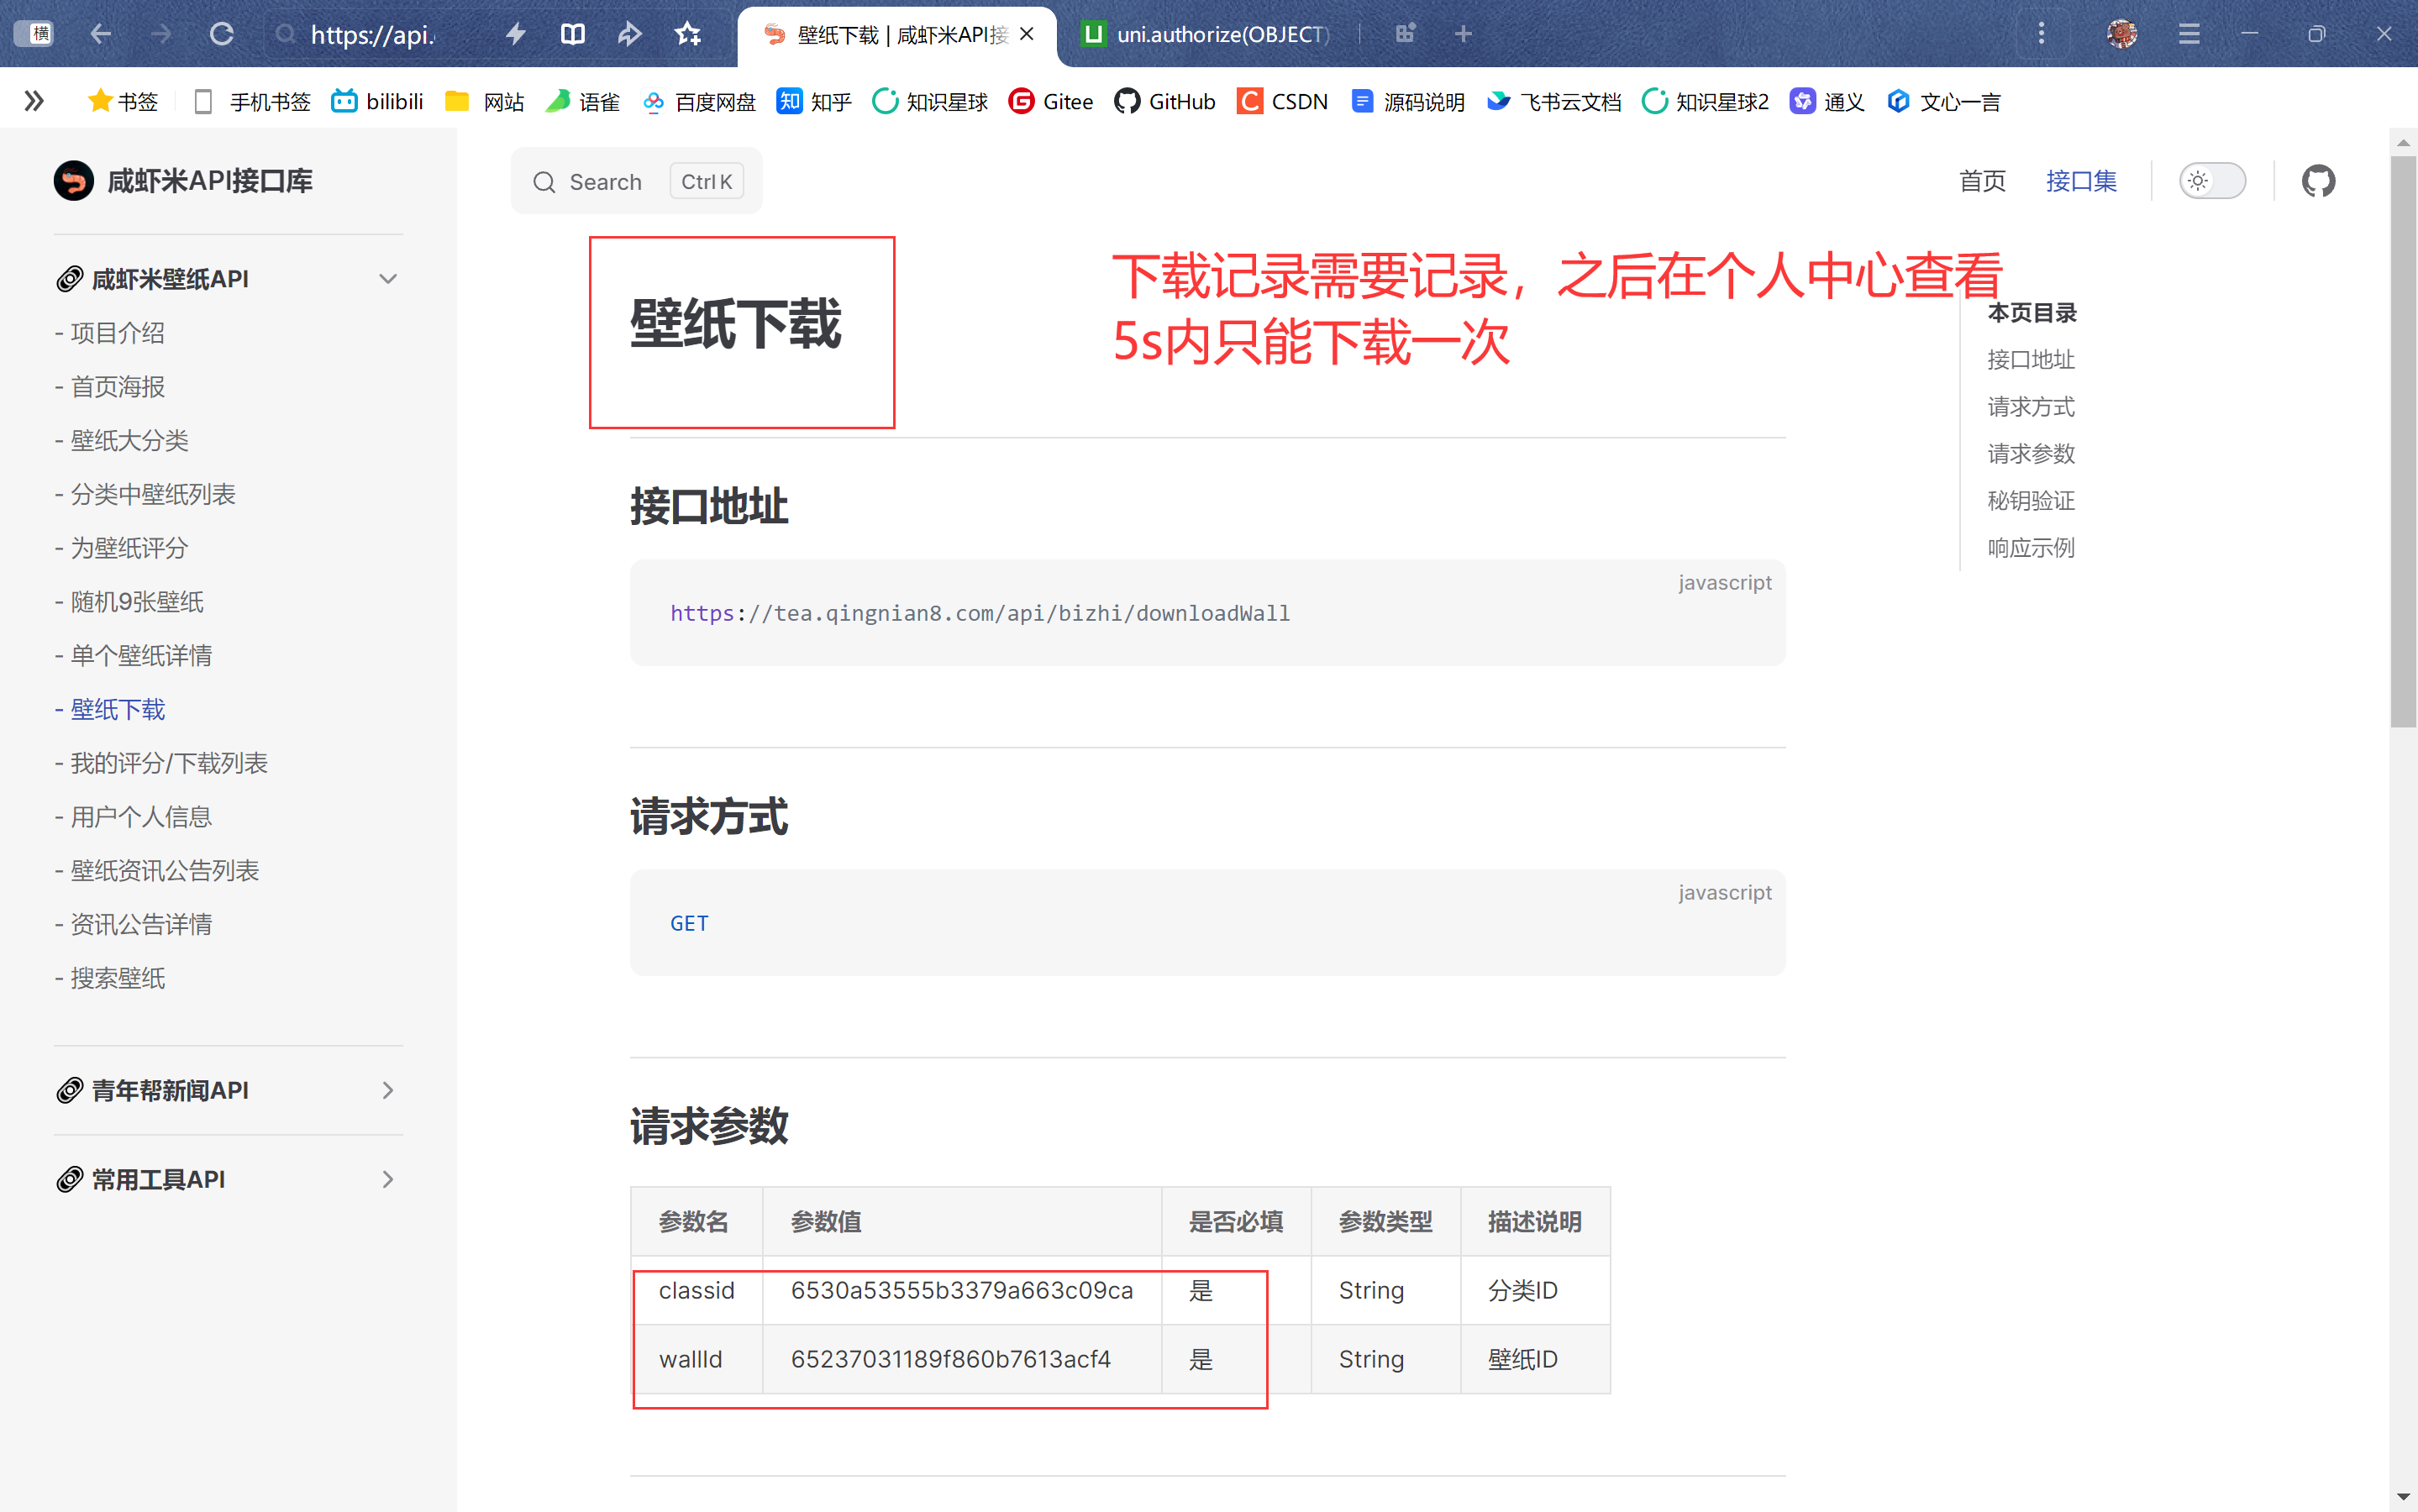 横
https://api.
壁纸下载 | 咸虾米API接
uni.authorize(OBJECT)
书签
手机书签
bilibili
网站
语雀
百度网盘
知 知乎
知识星球
Gitee
GitHub
CSDN
源码说明
飞书云文档
知识星球2
通义
文心一言
咸虾米API接口库
Search Ctrl K
首页
接口集
咸虾米壁纸API
- 项目介绍
- 首页海报
- 壁纸大分类
- 分类中壁纸列表
- 为壁纸评分
- 随机9张壁纸
- 单个壁纸详情
- 壁纸下载
- 我的评分/下载列表
- 用户个人信息
- 壁纸资讯公告列表
- 资讯公告详情
- 搜索壁纸
青年帮新闻API
常用工具API
壁纸下载
下载记录需要记录，之后在个人中心查看
5s内只能下载一次
接口地址
javascript
https://tea.qingnian8.com/api/bizhi/downloadWall
请求方式
javascript
GET
请求参数
参数名 参数值 是否必填 参数类型 描述说明
classid 6530a53555b3379a663c09ca 是 String 分类ID
wallId 65237031189f860b7613acf4 是 String 壁纸ID
本页目录
接口地址
请求方式
请求参数
秘钥验证
响应示例